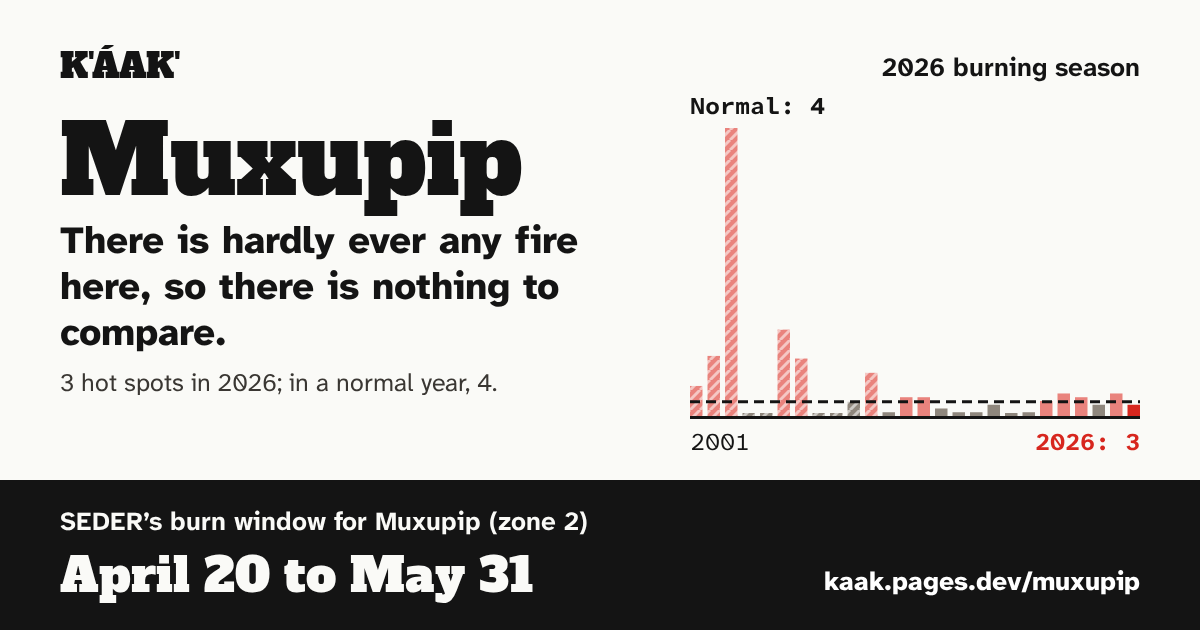 K'ÁAK'
2026 burning season
Muxupip
There is hardly ever any fire
here, so there is nothing to
compare.
3 hot spots in 2026; in a normal year, 4.
Normal: 4
2001
2026: 3
SEDER’s burn window for Muxupip (zone 2)
April 20 to May 31
kaak.pages.dev/muxupip